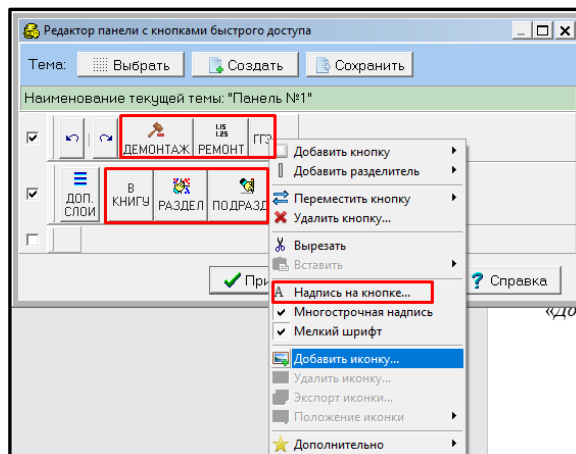 Редактор панели с кнопками быстрого доступа
Тема: Выбрать Создать Сохранить
Наименование текущей темы: "Панель №1"
1.15
1.25
ДЕМОНТАЖ РЕМОНТ ГГЭ
Добавить кнопку
Добавить разделитель
ДОП. СЛОИ
В КНИГУ РАЗДЕЛ ПОДРАЗД
Переместить кнопку
Удалить кнопку...
Вырезать
Вставить
При
Справка
Надпись на кнопке...
«До
Многострочная надпись
Мелкий шрифт
Добавить иконку...
Удалить иконку...
Экспорт иконки...
Положение иконки
Дополнительно